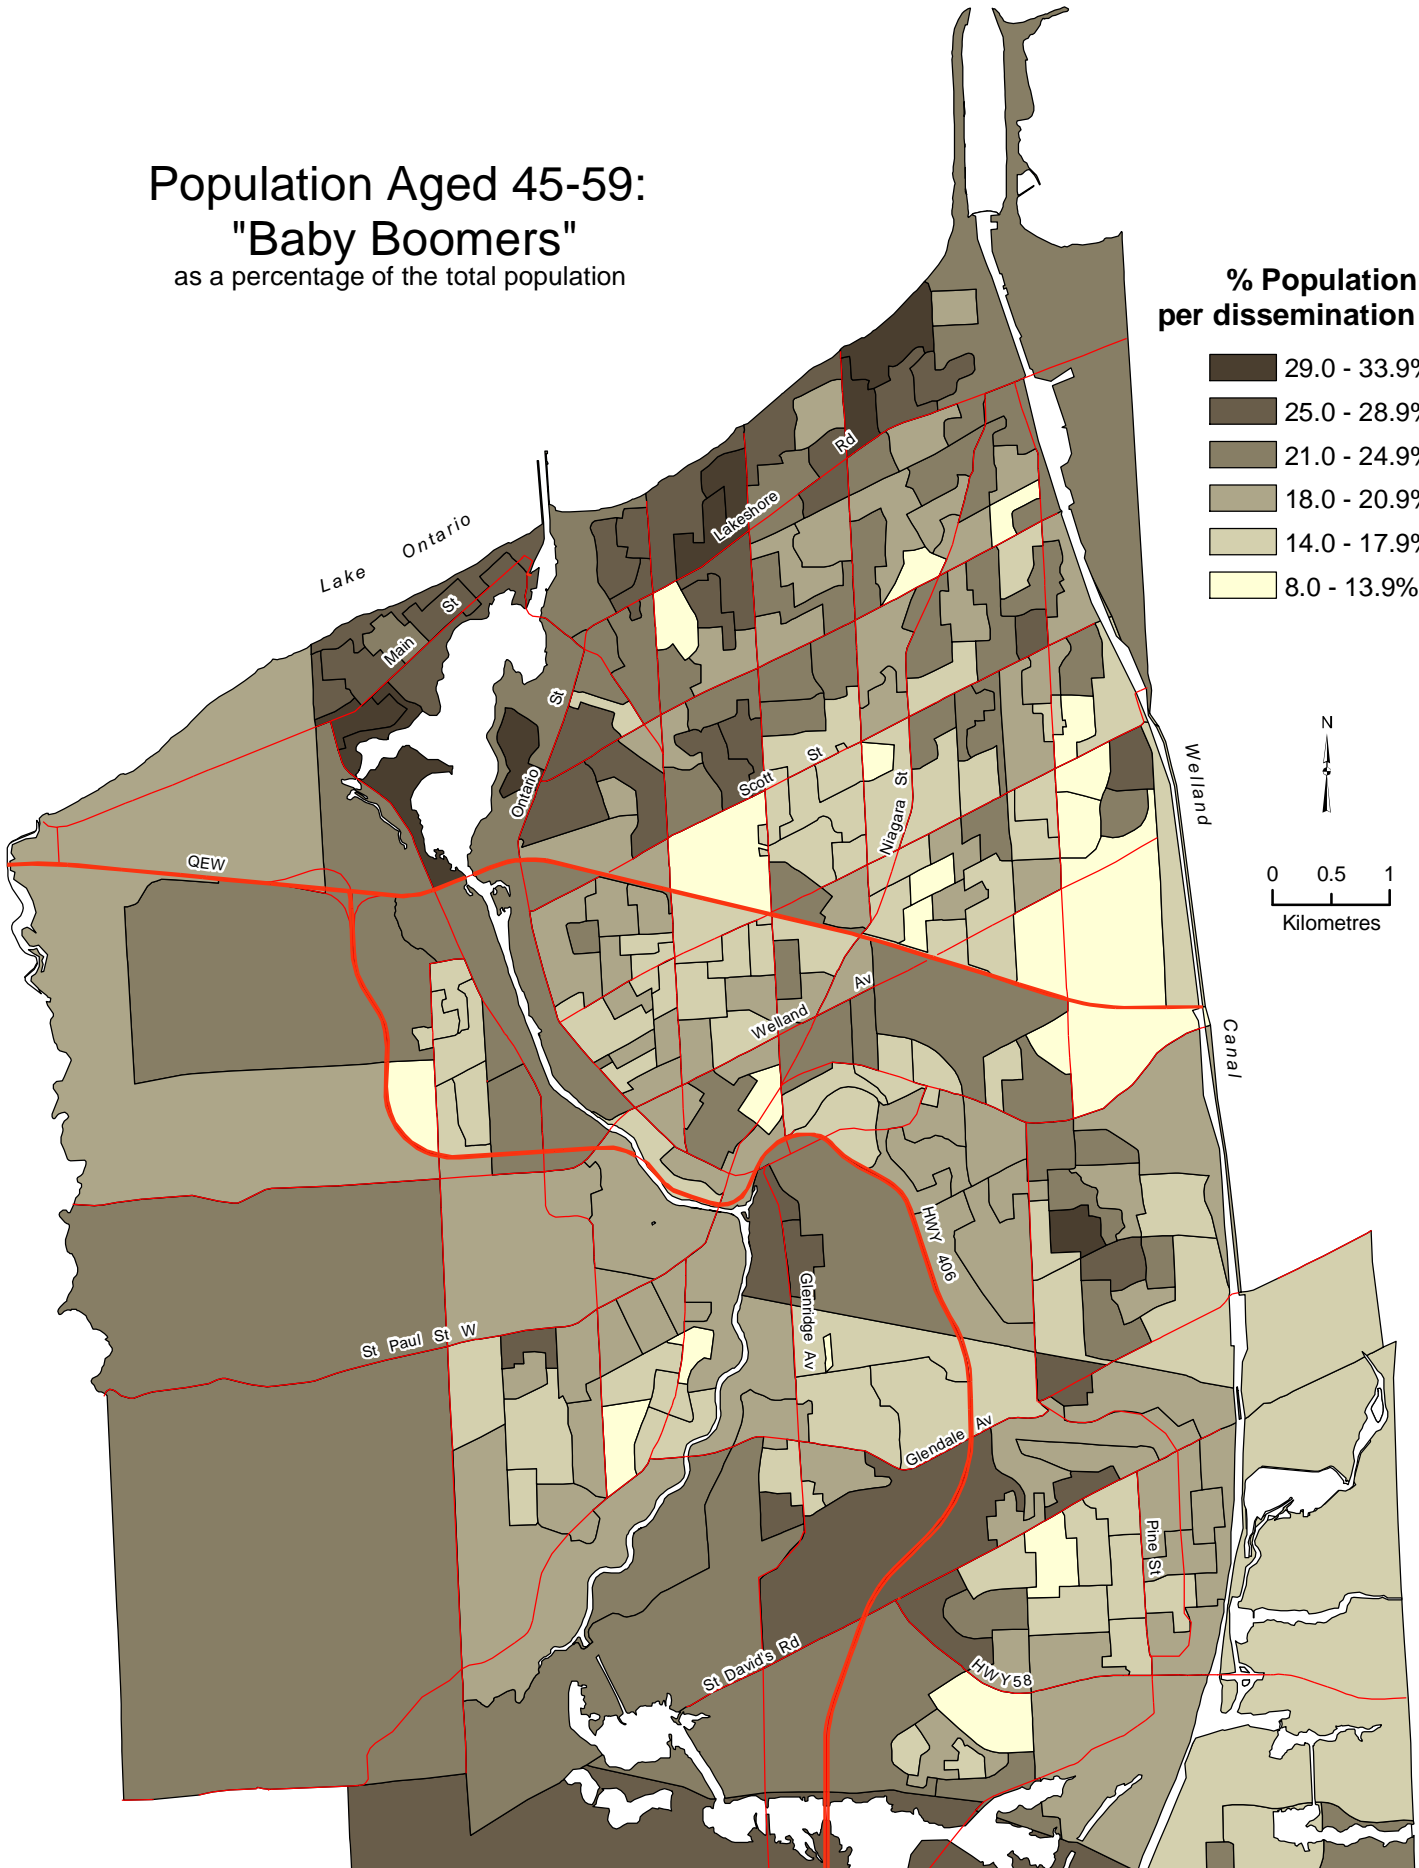 Population Aged 45-59:
"Baby Boomers"
as a percentage of the total population
% Population
per dissemination
29.0 - 33.9%
25.0 - 28.9%
21.0 - 24.9%
18.0 - 20.9%
14.0 - 17.9%
8.0 - 13.9%
Lake Ontario
Main St
Lakeshore Rd
Ontario St
Scott St
Niagara St
QEW
Welland Av
Welland Canal
N
0 0.5 1
Kilometres
HWY 406
Glenridge Av
St Paul St W
Glendale Av
Pine St
St David's Rd
HWY58